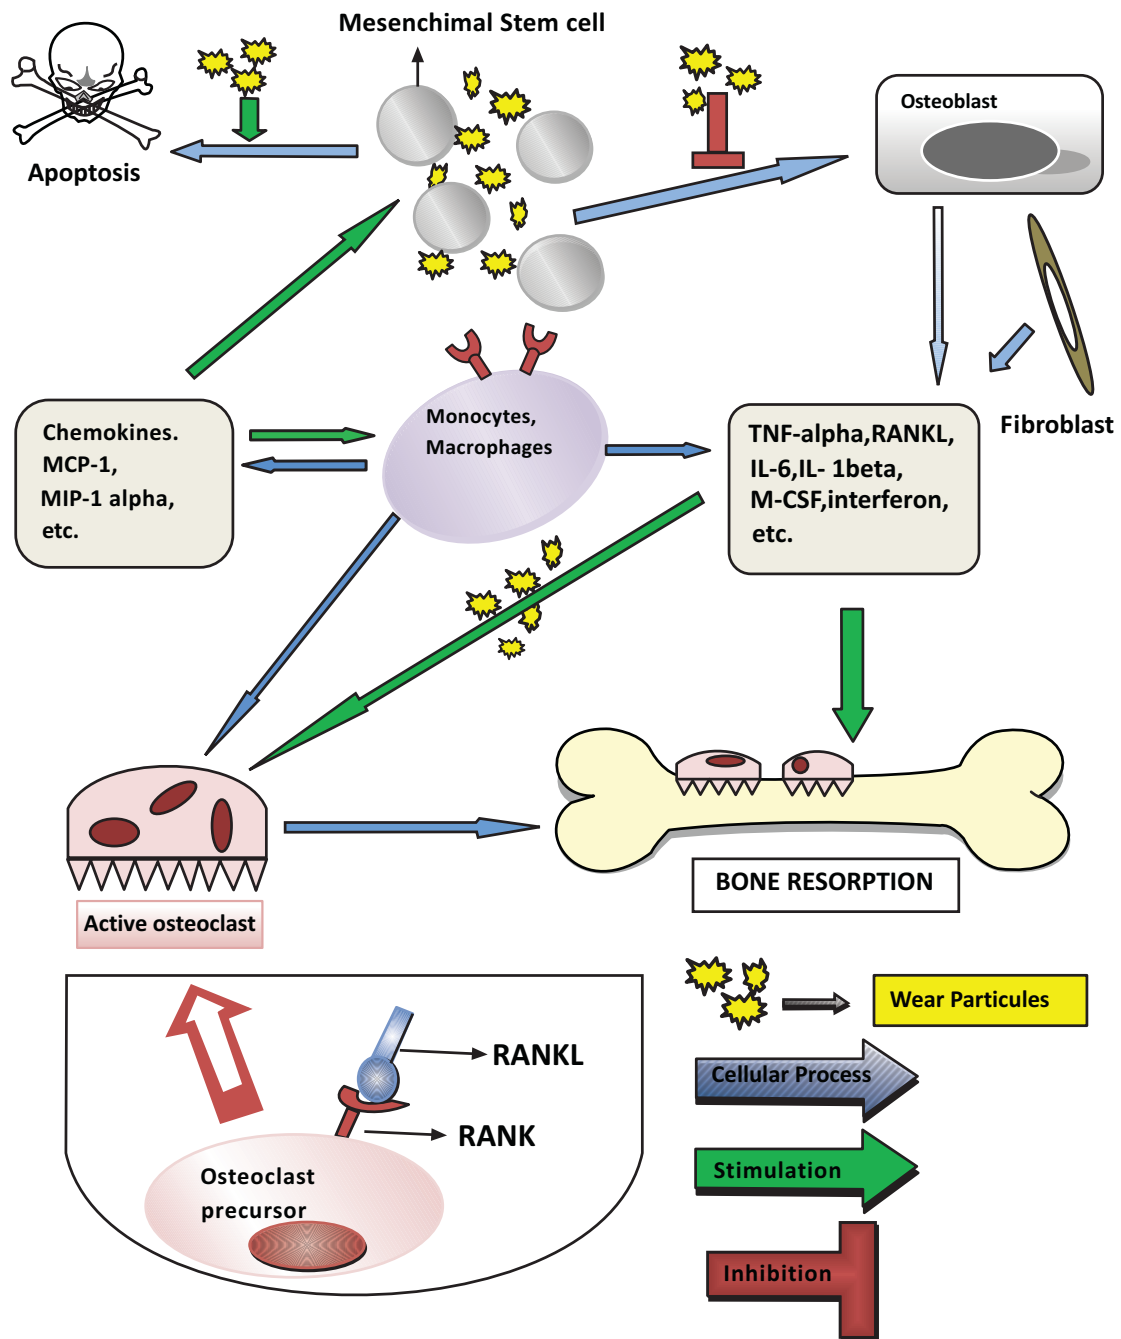 Mesenchimal Stem cell
Apoptosis
Osteoblast
Fibroblast
Chemokines.
MCP-1,
MIP-1 alpha,
etc.
Monocytes,
Macrophages
TNF-alpha,RANKL,
IL-6,IL- 1beta,
M-CSF,interferon,
etc.
Active osteoclast
BONE RESORPTION
RANKL
RANK
Osteoclast
precursor
Wear Particules
Cellular Process
Stimulation
Inhibition